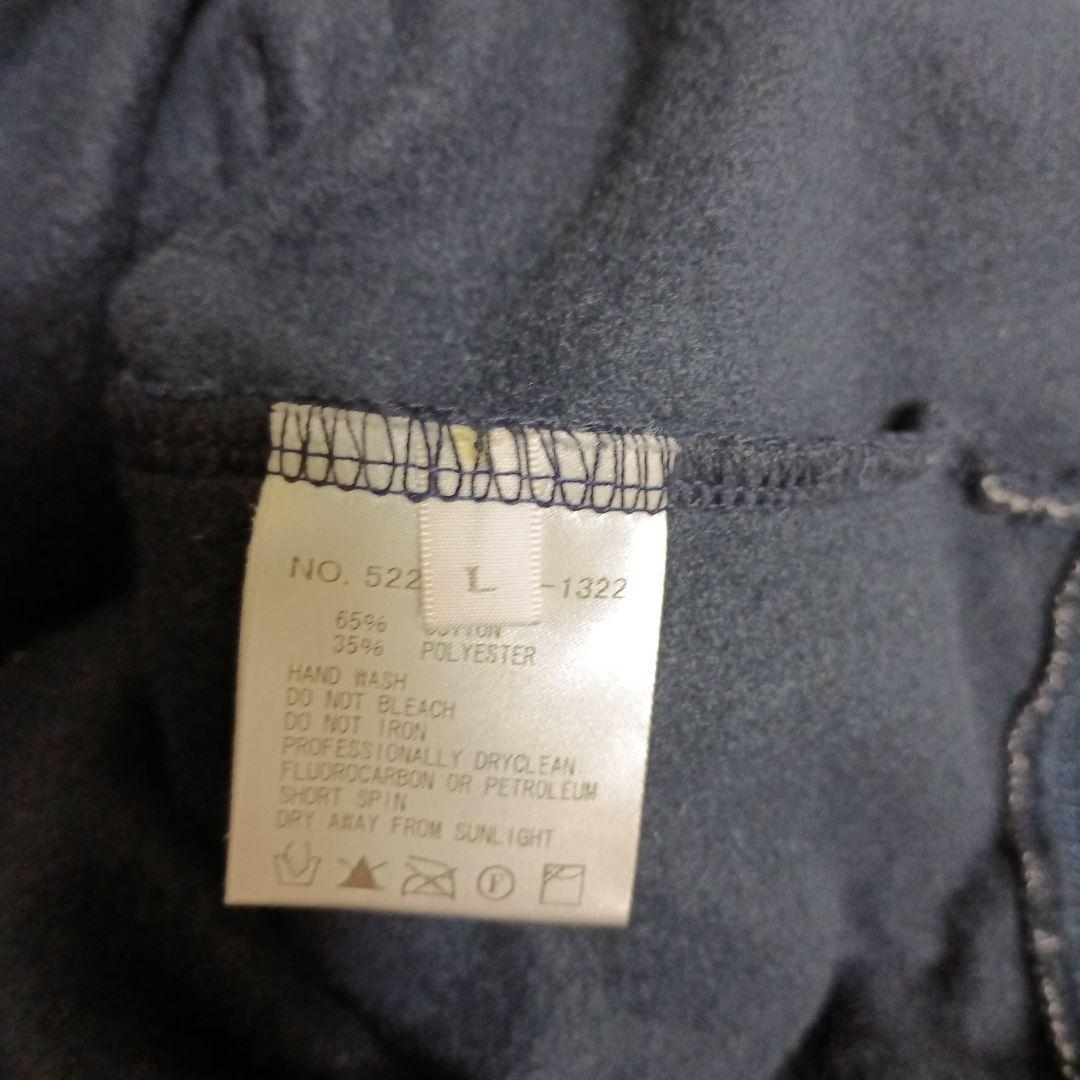 NO. 522 L -1322
65% COTTON
35% POLYESTER
HAND WASH
DO NOT BLEACH
DO NOT IRON
PROFESSIONALLY DRYCLEAN
FLUOROCARBON OR PETROLEUM
SHORT SPIN
DRY AWAY FROM SUNLIGHT
F